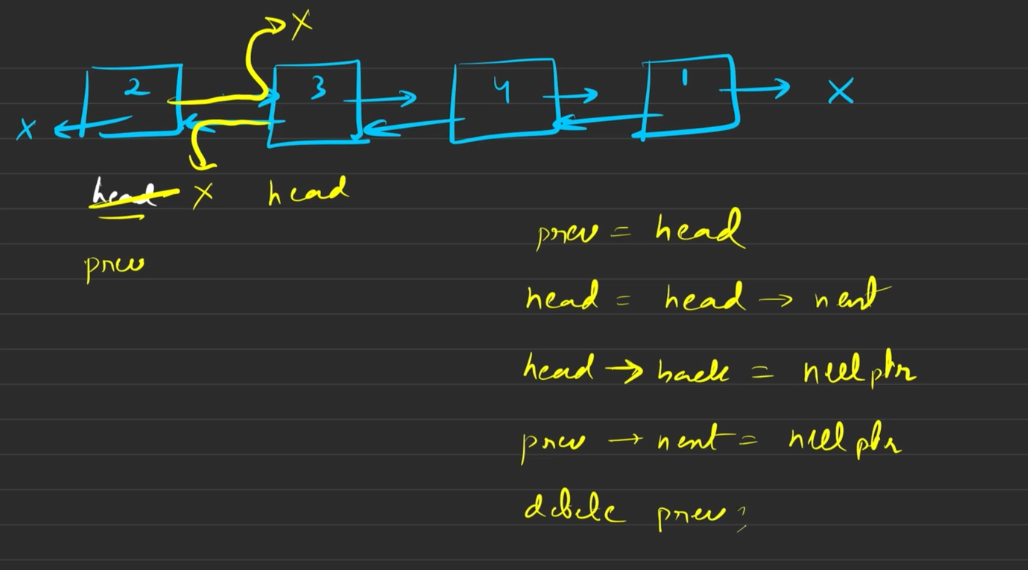 X
2 3 4 1 X
X
head X head
prev
prev = head
head = head → next
head → back = nullptr
prev → next = nullptr
delete prev;